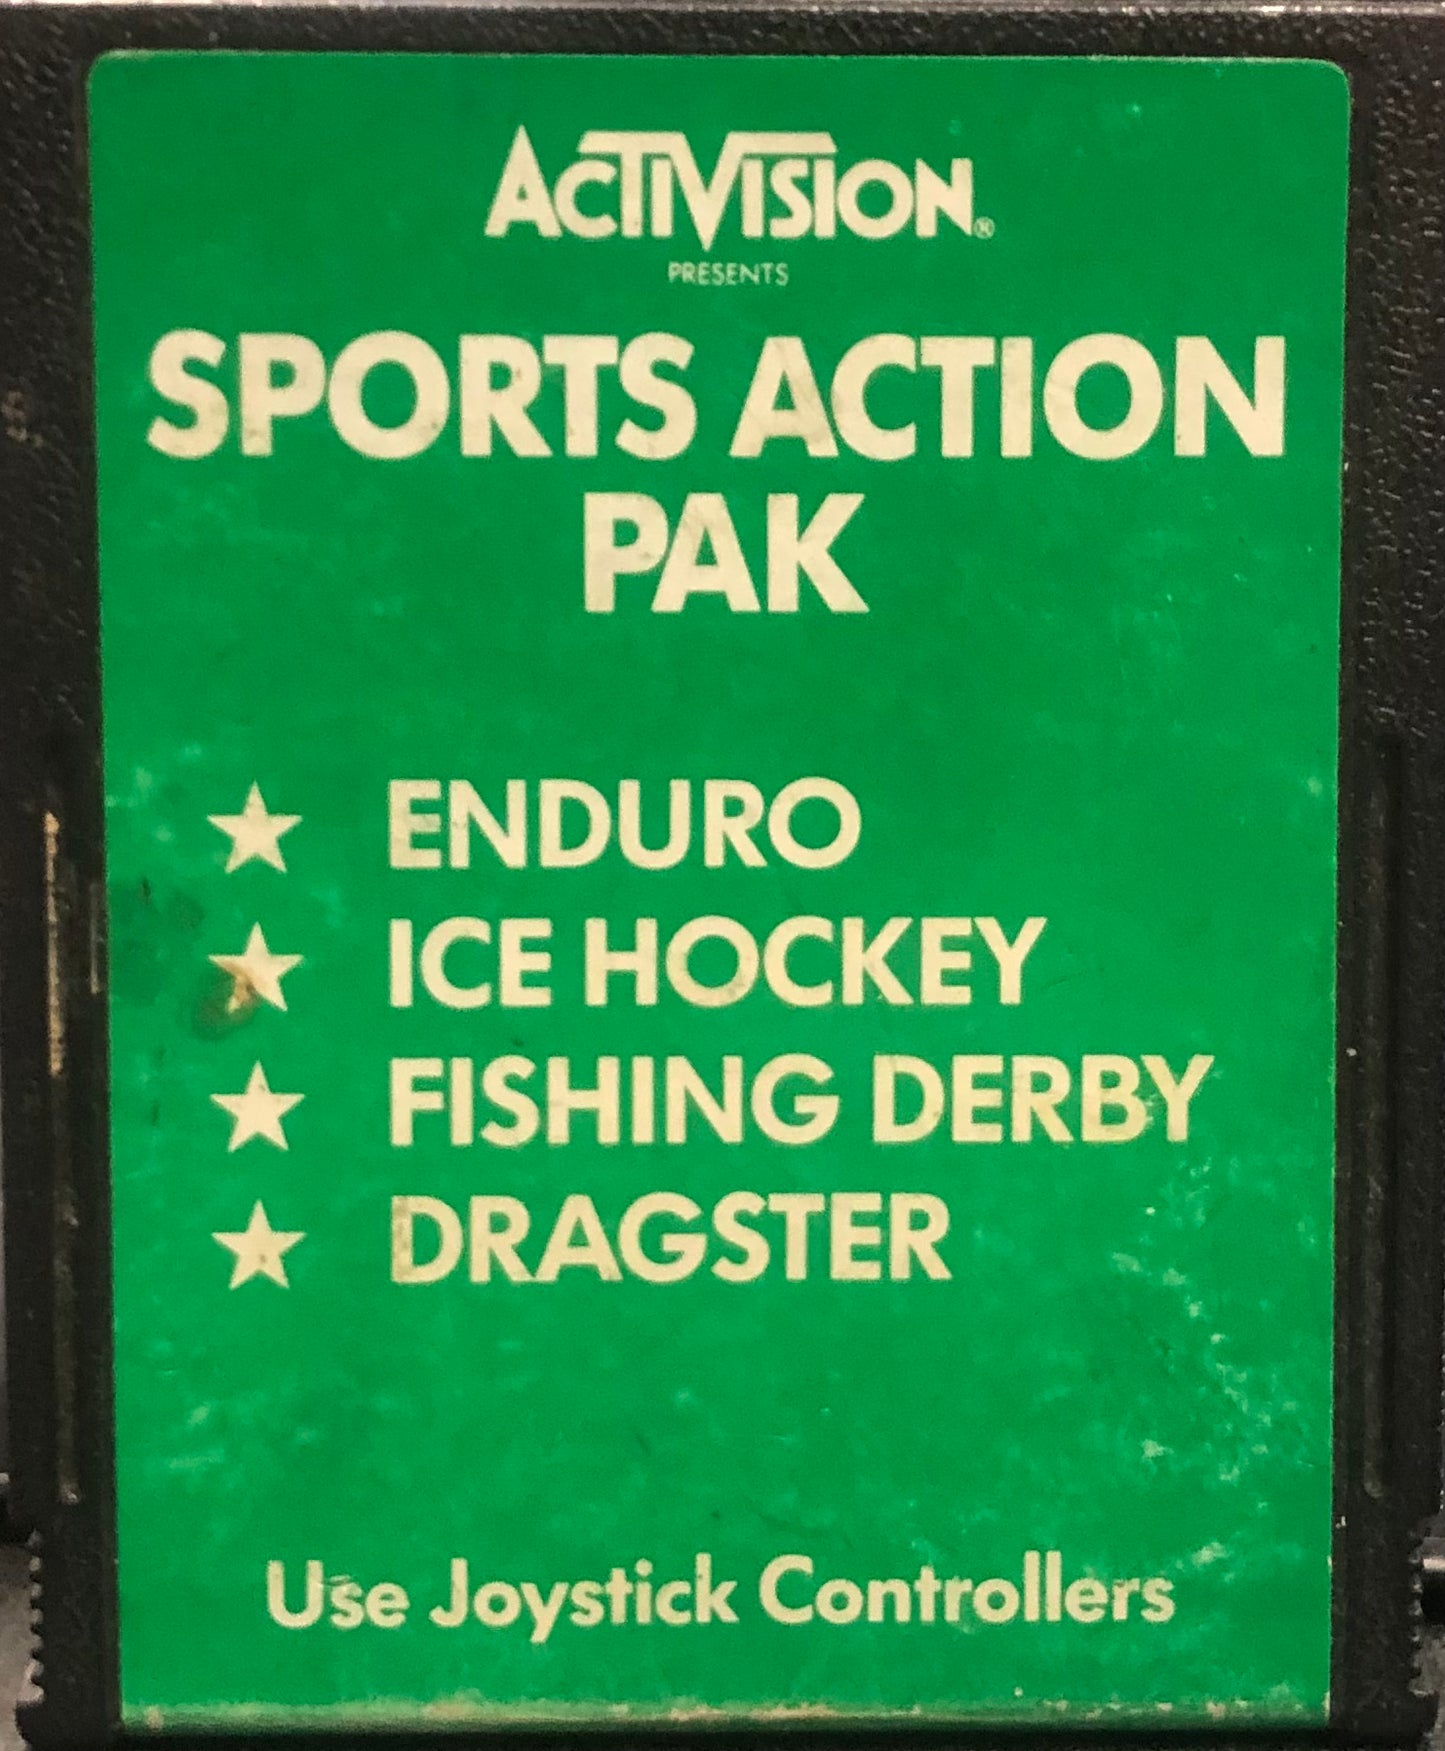 ACTIVISION®
PRESENTS
SPORTS ACTION
PAK
★ ENDURO
★ ICE HOCKEY
★ FISHING DERBY
★ DRAGSTER
Use Joystick Controllers